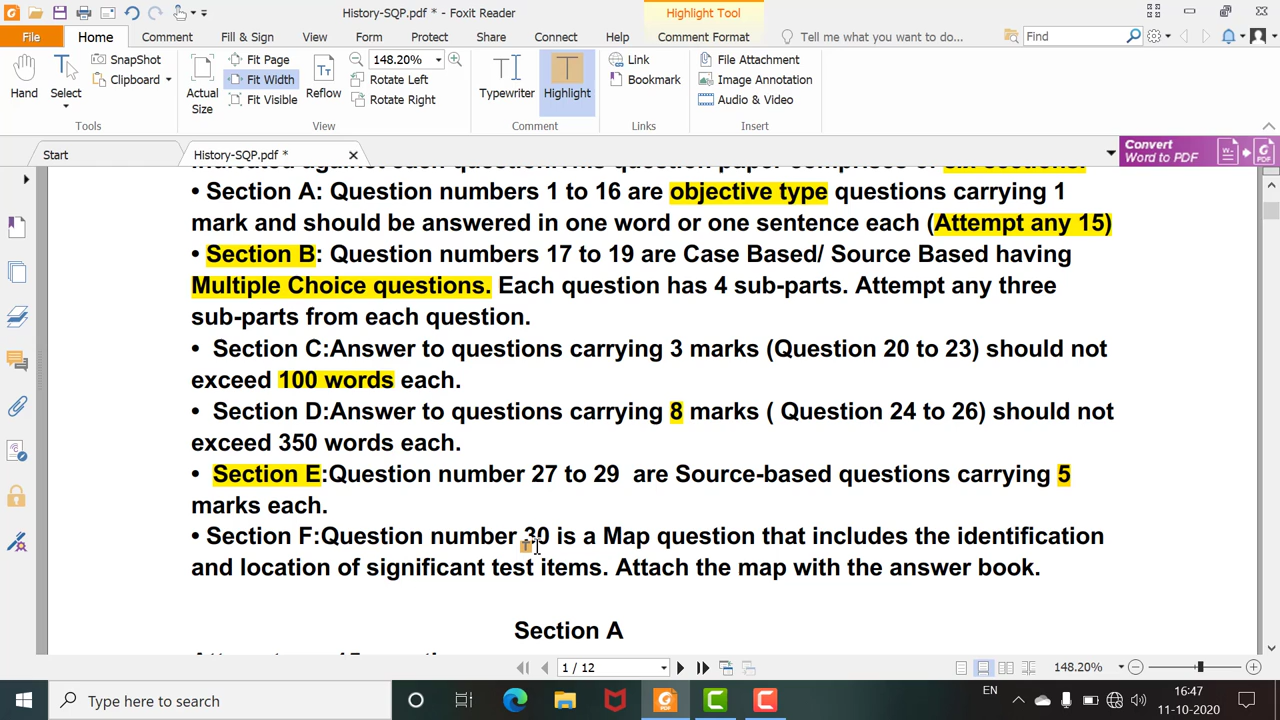 History-SQP.pdf * - Foxit Reader
Highlight Tool
File
Home
Comment
Fill & Sign
View
Form
Protect
Share
Connect
Help
Comment Format
Tell me what you want to do...
Find
Hand
Select
SnapShot
Clipboard
Tools
Actual
Size
Fit Page
Fit Width
Fit Visible
Reflow
148.20%
Rotate Left
Rotate Right
View
Typewriter
Highlight
Comment
Link
Bookmark
Links
File Attachment
Image Annotation
Audio & Video
Insert
Start
History-SQP.pdf *
Convert
Word to PDF
• Section A: Question numbers 1 to 16 are objective type questions carrying 1
mark and should be answered in one word or one sentence each (Attempt any 15)
• Section B: Question numbers 17 to 19 are Case Based/ Source Based having
Multiple Choice questions. Each question has 4 sub-parts. Attempt any three
sub-parts from each question.
• Section C:Answer to questions carrying 3 marks (Question 20 to 23) should not
exceed 100 words each.
• Section D:Answer to questions carrying 8 marks ( Question 24 to 26) should not
exceed 350 words each.
• Section E:Question number 27 to 29 are Source-based questions carrying 5
marks each.
• Section F:Question number 30 is a Map question that includes the identification
and location of significant test items. Attach the map with the answer book.
Section A
1 / 12
148.20%
Type here to search
EN
16:47
11-10-2020